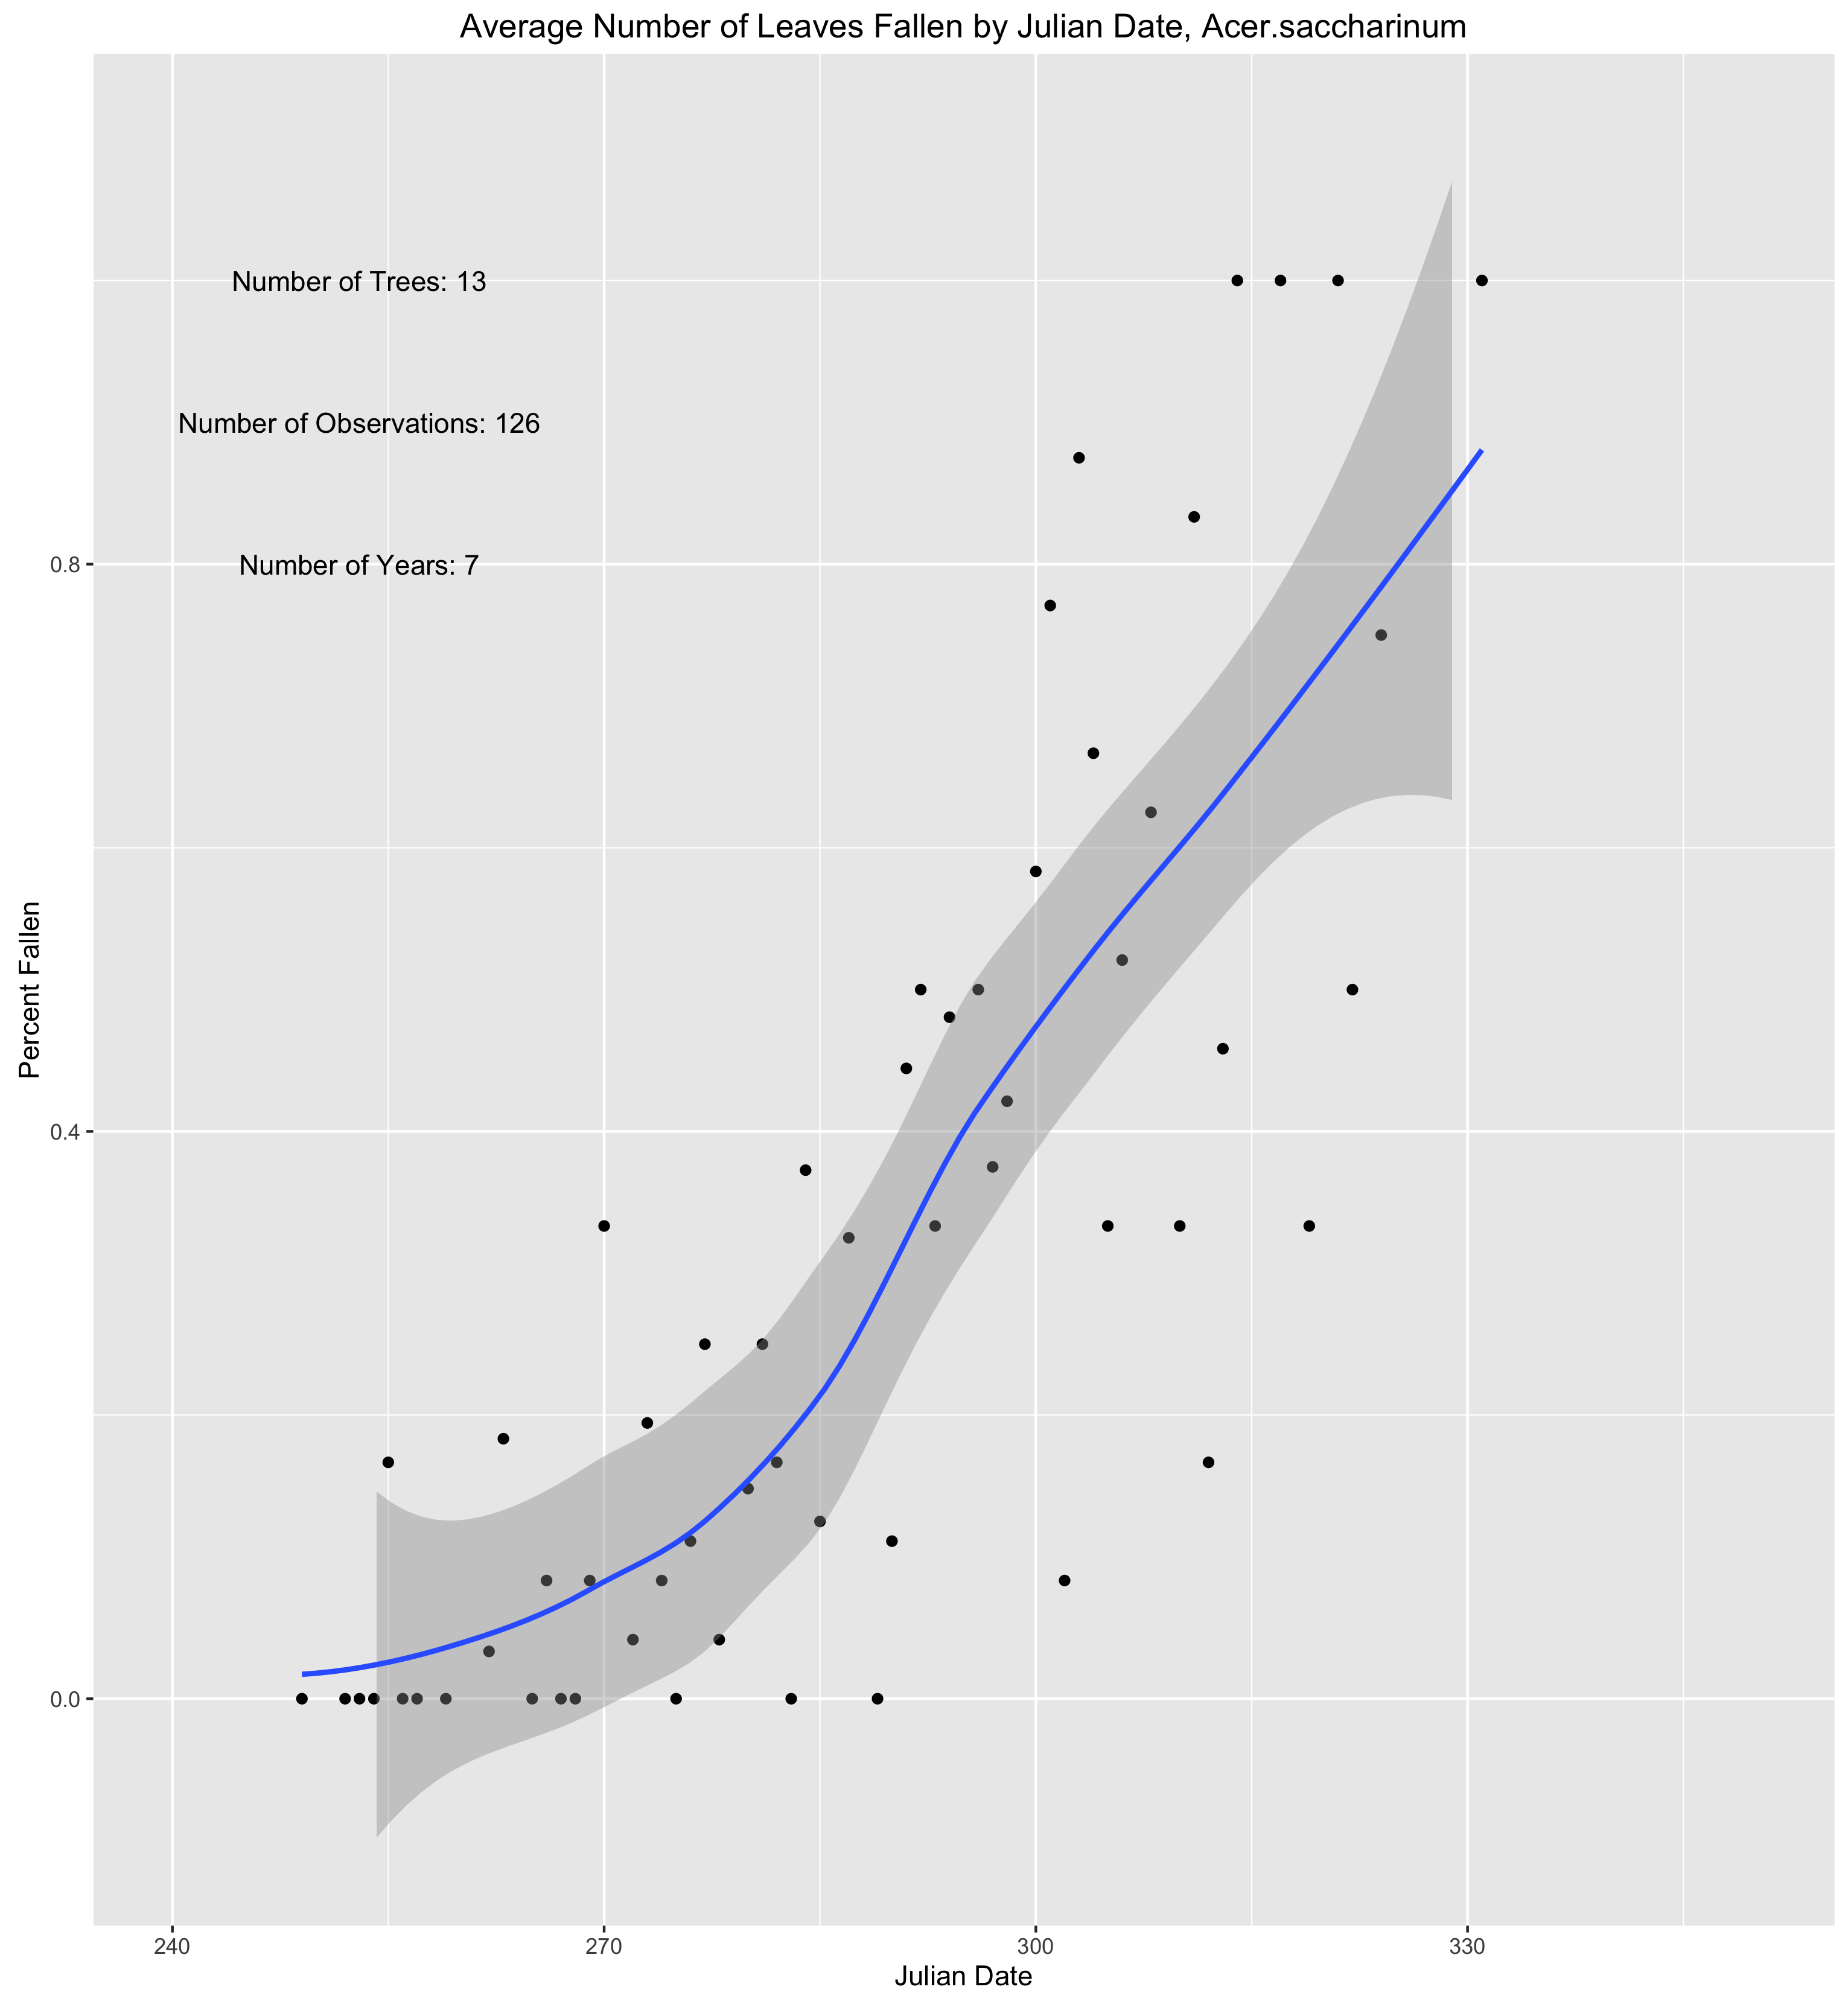 Average Number of Leaves Fallen by Julian Date, Acer.saccharinum
Number of Trees: 13
Number of Observations: 126
Number of Years: 7
0.8
0.4
0.0
Percent Fallen
240 270 300 330
Julian Date